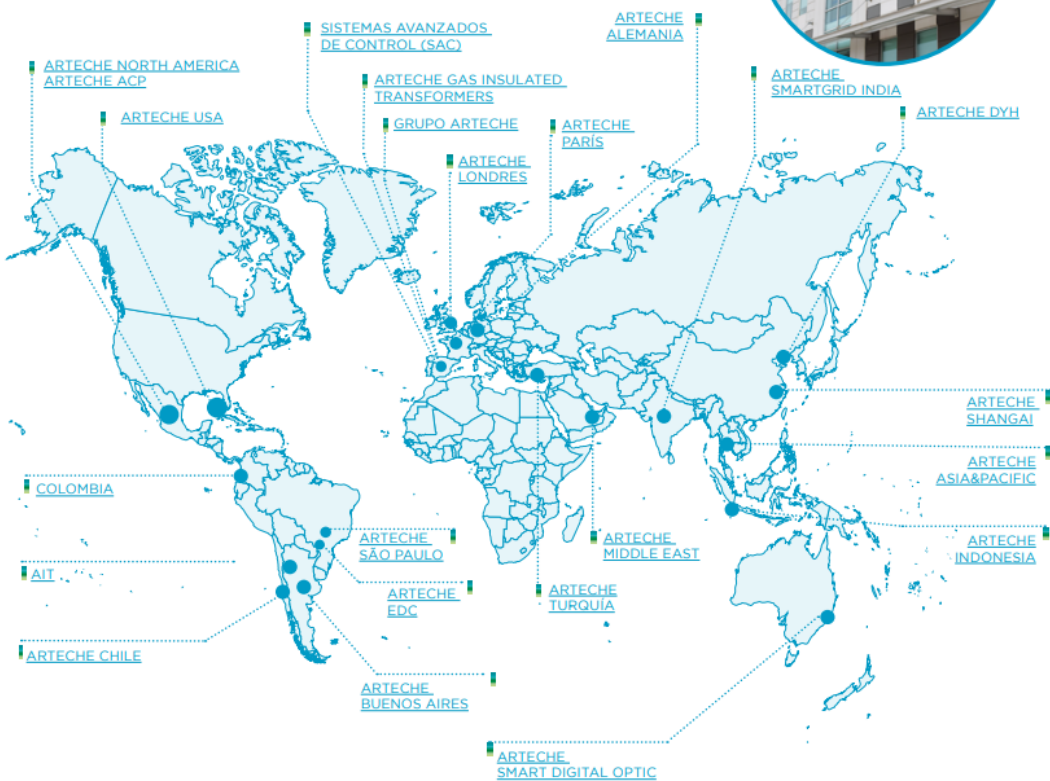 ARTECHE
ALEMANIA
SISTEMAS AVANZADOS
DE CONTROL (SAC)
ARTECHE NORTH AMERICA
ARTECHE ACP
ARTECHE GAS INSULATED
TRANSFORMERS
ARTECHE
SMARTGRID INDIA
ARTECHE USA
GRUPO ARTECHE
ARTECHE
PARÍS
ARTECHE DYH
ARTECHE
LONDRES
ARTECHE
SHANGAI
ARTECHE
ASIA&PACIFIC
COLOMBIA
ARTECHE
SÃO PAULO
ARTECHE
MIDDLE EAST
ARTECHE
INDONESIA
AIT
ARTECHE
EDC
ARTECHE
TURQUÍA
ARTECHE CHILE
ARTECHE
BUENOS AIRES
ARTECHE
SMART DIGITAL OPTIC